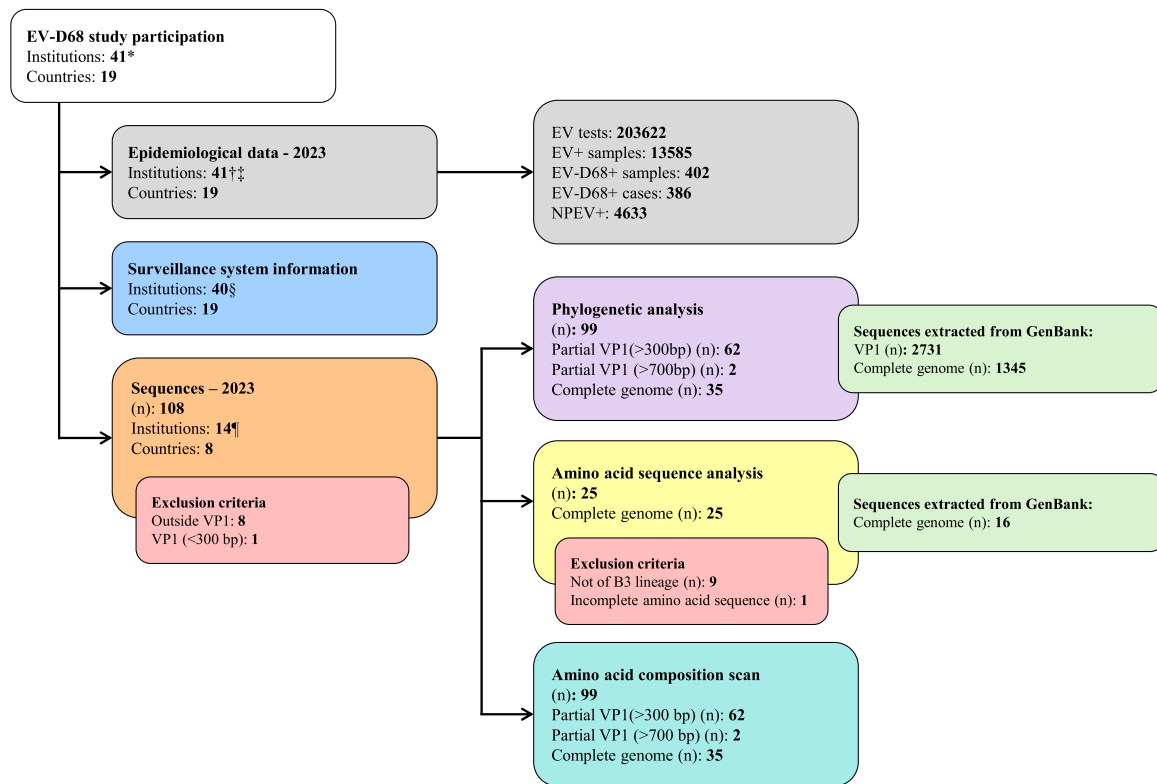 EV-D68 study participation
Institutions: 41*
Countries: 19
Epidemiological data - 2023
Institutions: 41†‡
Countries: 19
EV tests: 203622
EV+ samples: 13585
EV-D68+ samples: 402
EV-D68+ cases: 386
NPEV+: 4633
Surveillance system information
Institutions: 40§
Countries: 19
Sequences – 2023
(n): 108
Institutions: 14¶
Countries: 8
Exclusion criteria
Outside VP1: 8
VP1 (<300 bp): 1
Phylogenetic analysis
(n): 99
Partial VP1(>300bp) (n): 62
Partial VP1 (>700bp) (n): 2
Complete genome (n): 35
Sequences extracted from GenBank:
VP1 (n): 2731
Complete genome (n): 1345
Amino acid sequence analysis
(n): 25
Complete genome (n): 25
Sequences extracted from GenBank:
Complete genome (n): 16
Exclusion criteria
Not of B3 lineage (n): 9
Incomplete amino acid sequence (n): 1
Amino acid composition scan
(n): 99
Partial VP1(>300 bp) (n): 62
Partial VP1 (>700 bp) (n): 2
Complete genome (n): 35